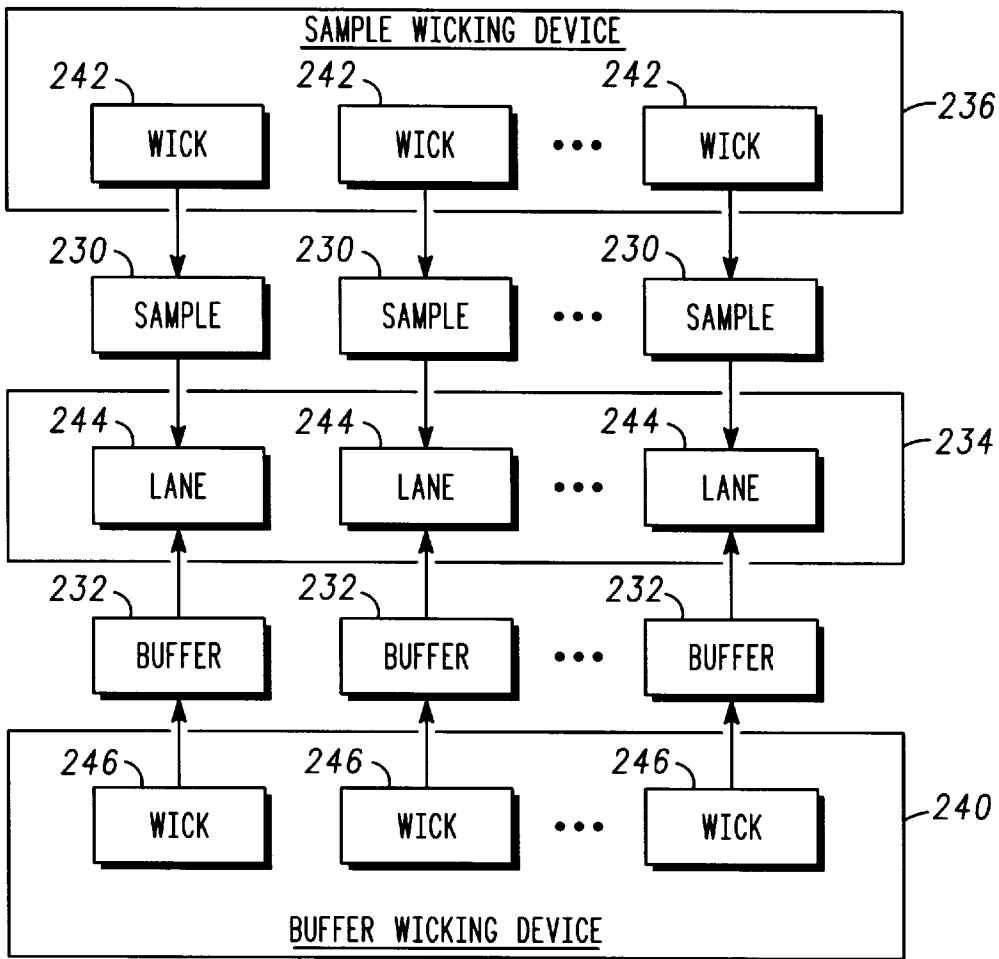 SAMPLE WICKING DEVICE
242 242 242
236
WICK WICK ••• WICK
230 230 230
SAMPLE SAMPLE ••• SAMPLE
244 244 244
234
LANE LANE ••• LANE
232 232 232
BUFFER BUFFER ••• BUFFER
246 246 246
240
WICK WICK ••• WICK
BUFFER WICKING DEVICE